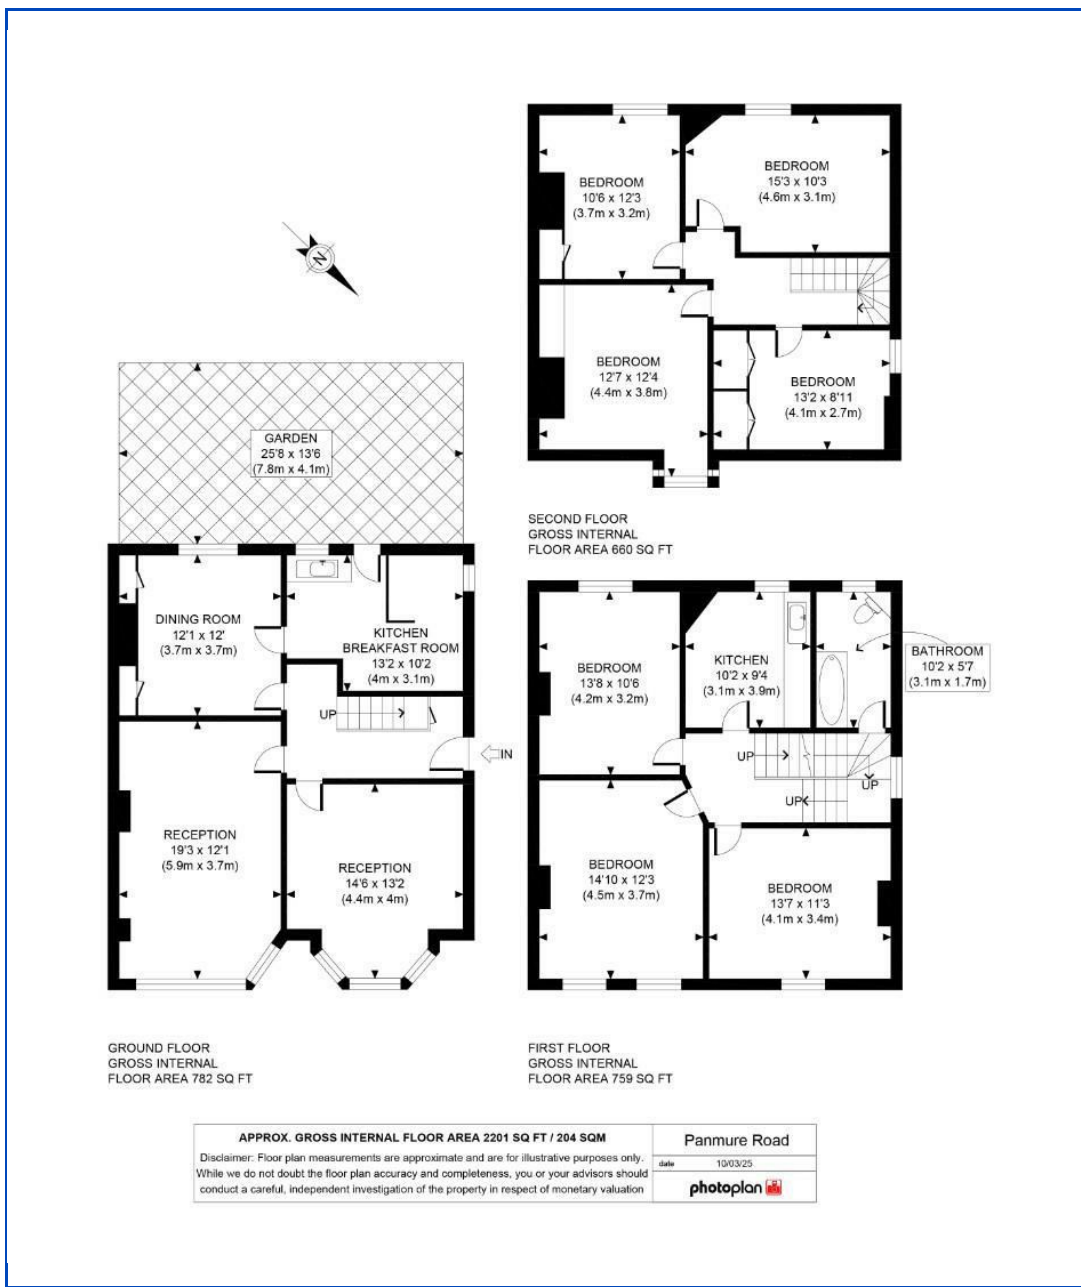 BEDROOM
10'6 x 12'3
(3.7m x 3.2m)
BEDROOM
15'3 x 10'3
(4.6m x 3.1m)
BEDROOM
12'7 x 12'4
(4.4m x 3.8m)
BEDROOM
13'2 x 8'11
(4.1m x 2.7m)
SECOND FLOOR
GROSS INTERNAL
FLOOR AREA 660 SQ FT
N
GARDEN
25'8 x 13'6
(7.8m x 4.1m)
DINING ROOM
12'1 x 12'
(3.7m x 3.7m)
KITCHEN
BREAKFAST ROOM
13'2 x 10'2
(4m x 3.1m)
UP
IN
RECEPTION
19'3 x 12'1
(5.9m x 3.7m)
RECEPTION
14'6 x 13'2
(4.4m x 4m)
GROUND FLOOR
GROSS INTERNAL
FLOOR AREA 782 SQ FT
BEDROOM
13'8 x 10'6
(4.2m x 3.2m)
KITCHEN
10'2 x 9'4
(3.1m x 3.9m)
BATHROOM
10'2 x 5'7
(3.1m x 1.7m)
UP
UP
UP
BEDROOM
14'10 x 12'3
(4.5m x 3.7m)
BEDROOM
13'7 x 11'3
(4.1m x 3.4m)
FIRST FLOOR
GROSS INTERNAL
FLOOR AREA 759 SQ FT
APPROX. GROSS INTERNAL FLOOR AREA 2201 SQ FT / 204 SQM
Disclaimer: Floor plan measurements are approximate and are for illustrative purposes only.
While we do not doubt the floor plan accuracy and completeness, you or your advisors should
conduct a careful, independent investigation of the property in respect of monetary valuation
Panmure Road
date 10/03/25
photoplan